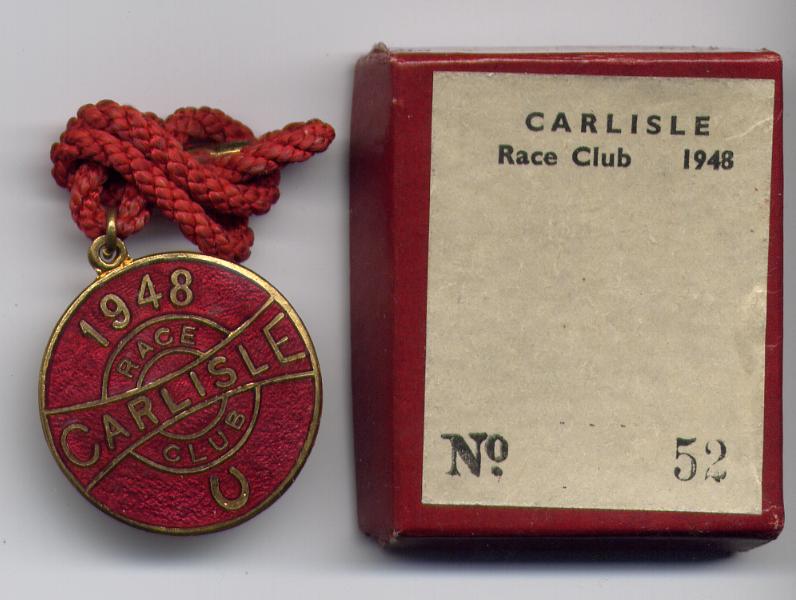 1948
RACE
CARLISLE
CLUB
CARLISLE
Race Club 1948
No 52